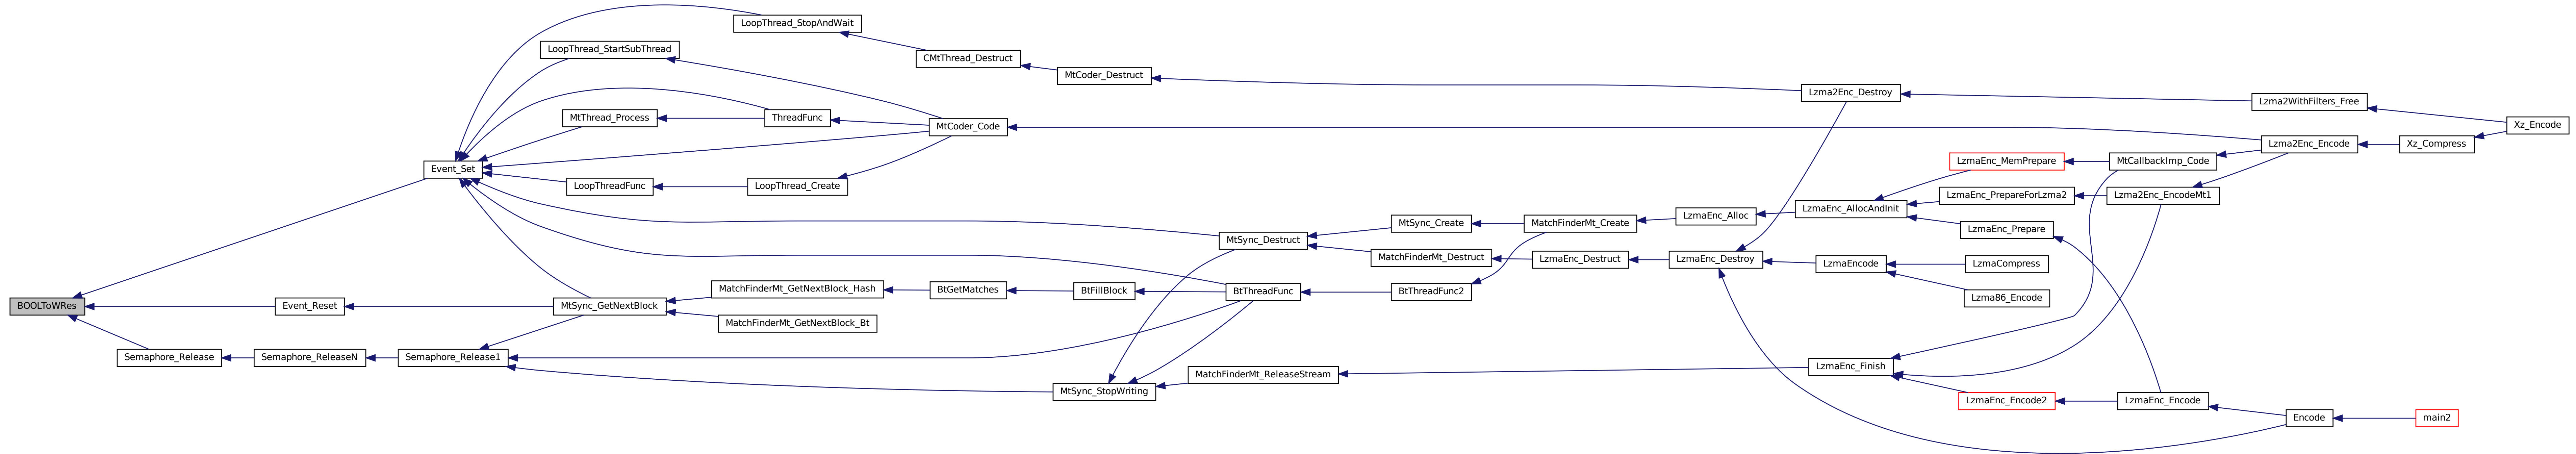 LoopThread_StopAndWait
LoopThread_StartSubThread
CMtThread_Destruct
MtCoder_Destruct
Lzma2Enc_Destroy
Lzma2WithFilters_Free
MtThread_Process
ThreadFunc
MtCoder_Code
Xz_Encode
Lzma2Enc_Encode
Xz_Compress
Event_Set
LzmaEnc_MemPrepare
MtCallbackImp_Code
LoopThreadFunc
LoopThread_Create
LzmaEnc_PrepareForLzma2
Lzma2Enc_EncodeMt1
LzmaEnc_AllocAndInit
LzmaEnc_Alloc
MtSync_Create
MatchFinderMt_Create
LzmaEnc_Prepare
MtSync_Destruct
MatchFinderMt_Destruct
LzmaEnc_Destruct
LzmaEnc_Destroy
LzmaEncode
LzmaCompress
MatchFinderMt_GetNextBlock_Hash
BtGetMatches
BtFillBlock
BtThreadFunc
BtThreadFunc2
Lzma86_Encode
BOOLToWRes
Event_Reset
MtSync_GetNextBlock
MatchFinderMt_GetNextBlock_Bt
Semaphore_Release
Semaphore_ReleaseN
Semaphore_Release1
MatchFinderMt_ReleaseStream
LzmaEnc_Finish
MtSync_StopWriting
LzmaEnc_Encode2
LzmaEnc_Encode
Encode
main2